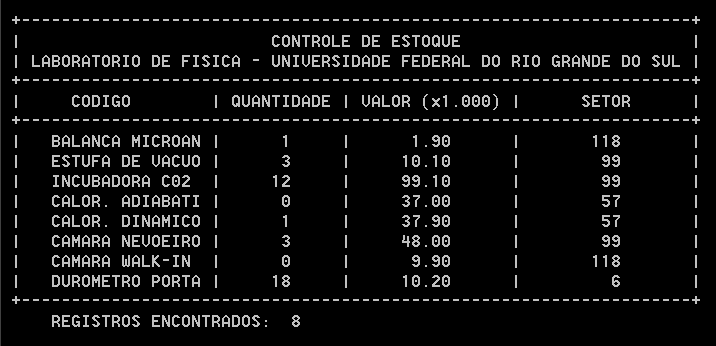 CONTROLE DE ESTOQUE
LABORATORIO DE FISICA - UNIVERSIDADE FEDERAL DO RIO GRANDE DO SUL
CODIGO | QUANTIDADE | VALOR (x1.000) | SETOR
BALANCA MICROAN | 1 | 1.90 | 118
ESTUFA DE VACUO | 3 | 10.10 | 99
INCUBADORA C02 | 12 | 99.10 | 99
CALOR. ADIABATI | 0 | 37.00 | 57
CALOR. DINAMICO | 1 | 37.90 | 57
CAMARA NEVOEIRO | 3 | 48.00 | 99
CAMARA WALK-IN | 0 | 9.90 | 118
DUROMETRO PORTA | 18 | 10.20 | 6
REGISTROS ENCONTRADOS: 8